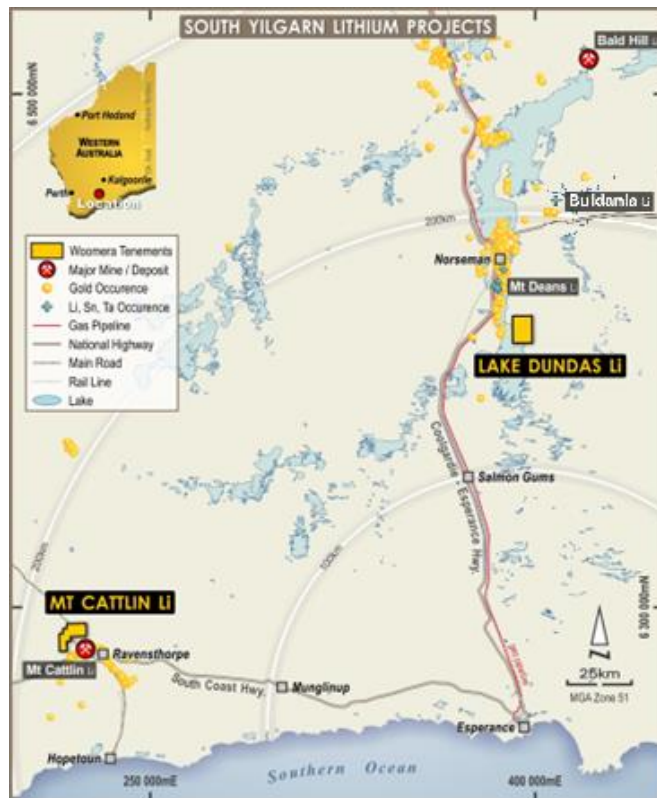 SOUTH YILGARN LITHIUM PROJECTS
Bald Hill Li
6 500 000mN
Port Hedland
WESTERN
AUSTRALIA
Kalgoorlie
Perth
Location
Buldania Li
200km
Norseman
Mt Deans Li
LAKE DUNDAS Li
Woomera Tenements
Major Mine / Deposit
Gold Occurence
Li, Sn, Ta Occurence
Gas Pipeline
National Highway
Main Road
Rail Line
Lake
Coolgardie - Esperance Hwy.
Salmon Gums
100km
200km
MT CATTLIN Li
Ravensthorpe
Mt Cattlin Li
South Coast Hwy.
Munglinup
6 300 000mN
N
25km
MGA Zone 51
Esperance
Hopetoun
250 000mE
400 000mE
Southern Ocean